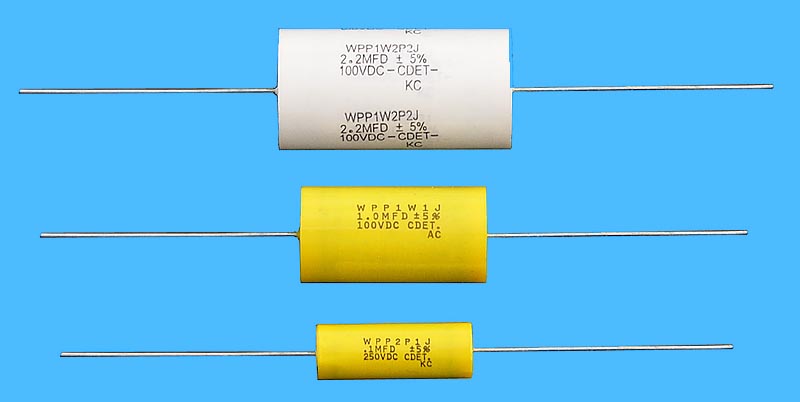 KC
WPP1W2P2J
2.2MFD ± 5%
100VDC-CDET-
KC
WPP1W2P2J
2.2MFD ± 5%
100VDC-CDET-
KC
WPP1W1J
1.0MFD ±5%
100VDC CDET.
AC
WPP2P1J
.1MFD ±5%
250VDC CDET.
KC